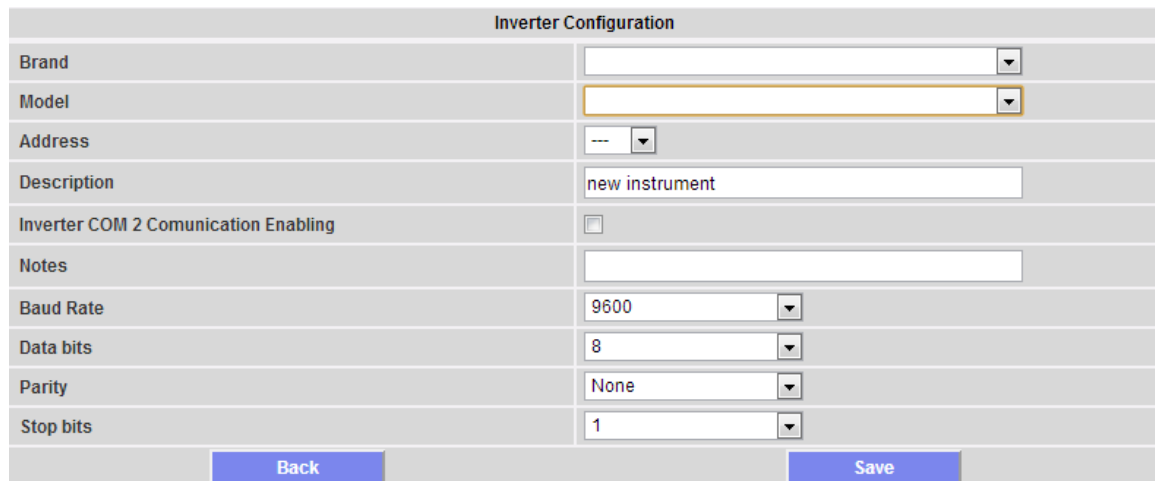 Inverter Configuration
Brand
Model
Address ---
Description new instrument
Inverter COM 2 Comunication Enabling
Notes
Baud Rate 9600
Data bits 8
Parity None
Stop bits 1
Back Save